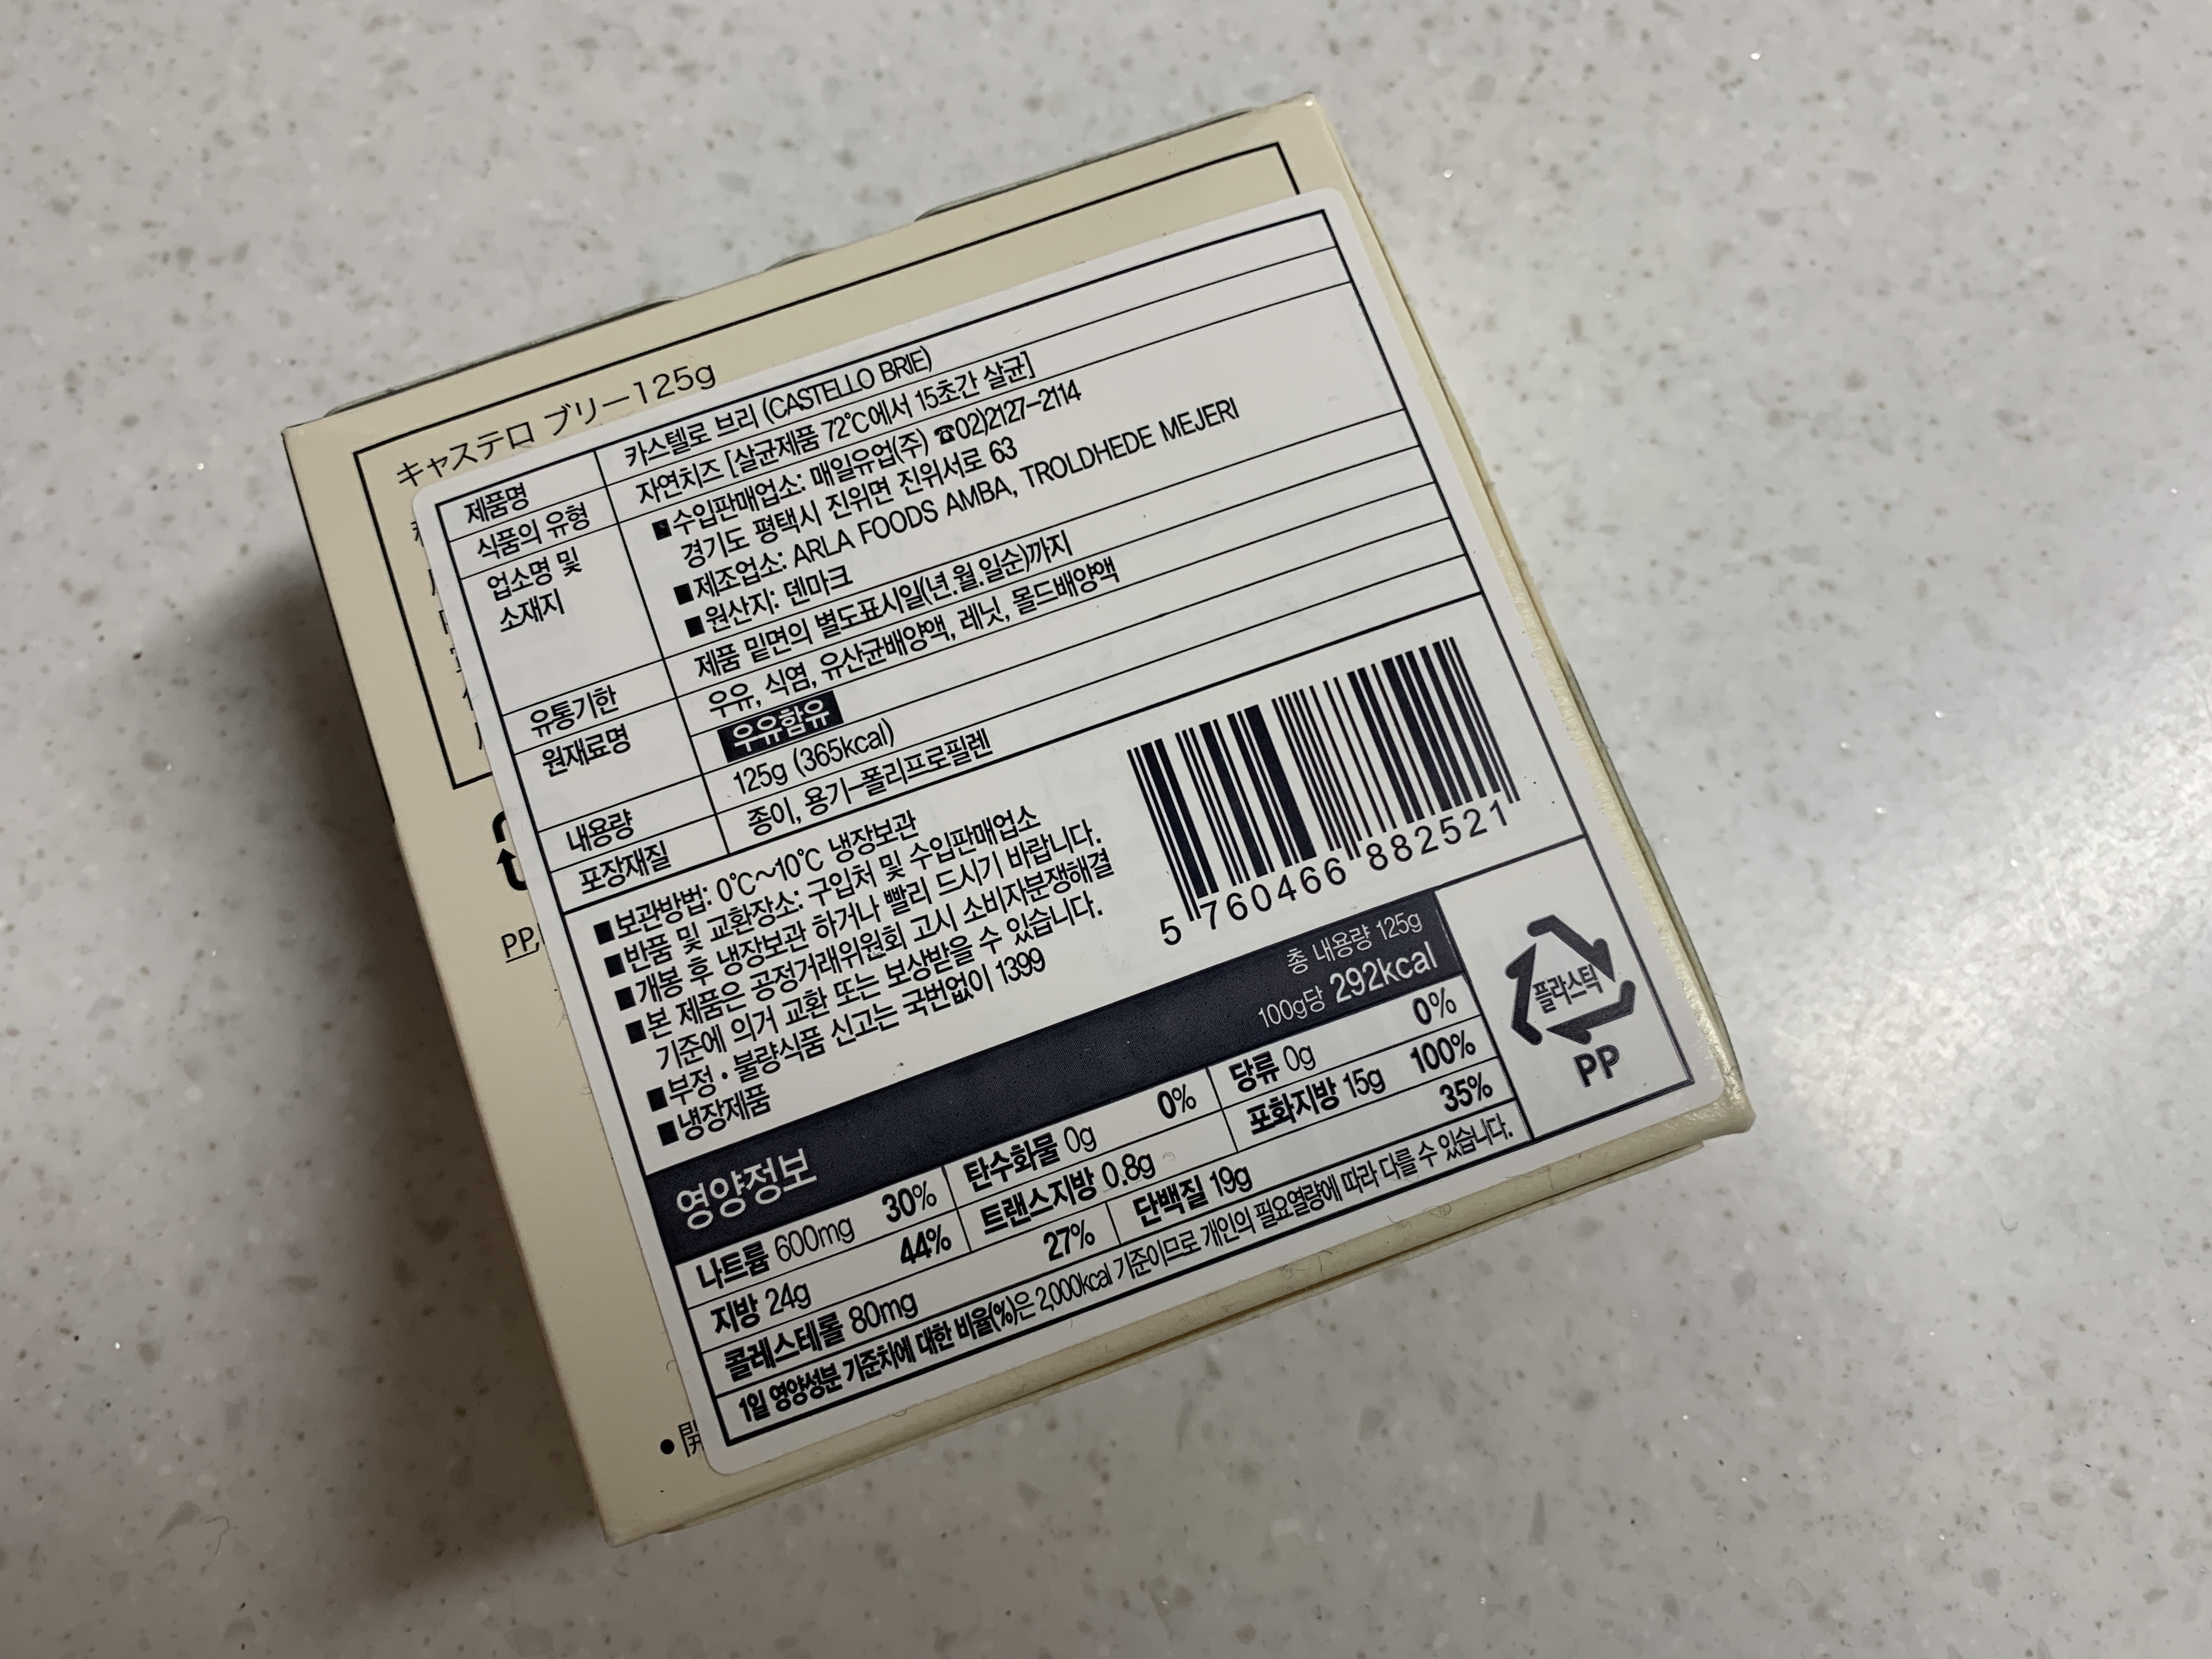 キャステロ ブリー125g
제품명 카스텔로 브리 (CASTELLO BRIE)
식품의 유형 자연치즈 [살균제품 72℃에서 15초간 살균]
업소명 및 소재지
■수입판매업소: 매일유업(주) ☎02)2127-2114
경기도 평택시 진위면 진위서로 63
■제조업소: ARLA FOODS AMBA, TROLDHEDE MEJERI
■원산지: 덴마크
유통기한 제품 밑면의 별도표시일(년.월.일순)까지
원재료명 우유, 식염, 유산균배양액, 레닛, 몰드배양액
우유함유
내용량 125g (365kcal)
포장재질 종이, 용기-폴리프로필렌
■보관방법: 0℃~10℃ 냉장보관
■반품 및 교환장소: 구입처 및 수입판매업소
■개봉 후 냉장보관 하거나 빨리 드시기 바랍니다.
■본 제품은 공정거래위원회 고시 소비자분쟁해결
기준에 의거 교환 또는 보상받을 수 있습니다.
■부정・불량식품 신고는 국번없이 1399
■냉장제품
5 760466 882521
플라스틱
PP
PP,
영양정보
총 내용량 125g
100g당 292kcal
나트륨 600mg 30% 탄수화물 0g 0% 당류 0g 0%
지방 24g 44% 트랜스지방 0.8g 포화지방 15g 100%
콜레스테롤 80mg 27% 단백질 19g 35%
1일 영양성분 기준치에 대한 비율(%)은 2,000kcal 기준이므로 개인의 필요열량에 따라 다를 수 있습니다.
●開